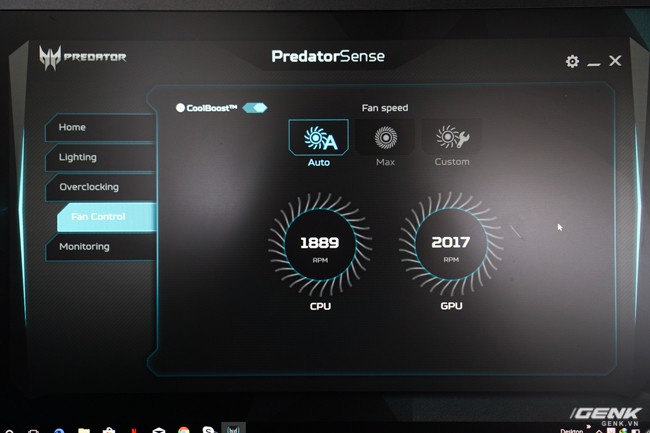 PREDATOR
PredatorSense
CoolBoost™
Fan speed
Home
Lighting
Overclocking
Fan Control
Monitoring
Auto
Max
Custom
1889
RPM
CPU
2017
RPM
GPU
Desktop
GENK
GENK.VN